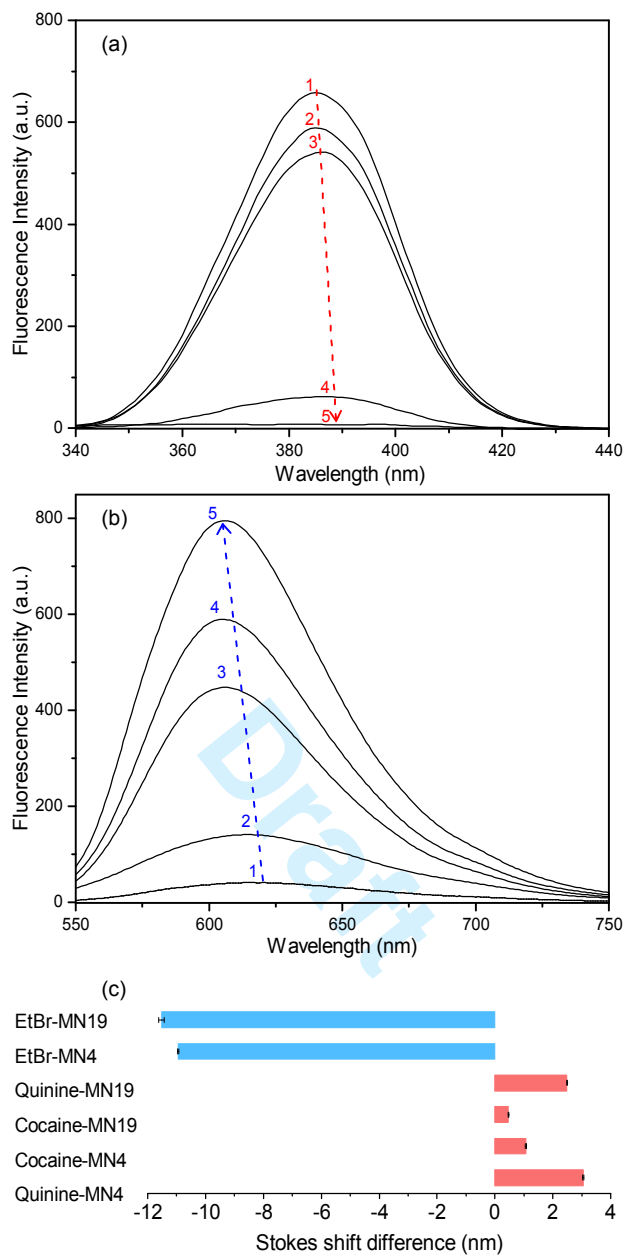 (a)
800
600
400
200
0
Fluorescence Intensity (a.u.)
1
2
3
4
5
340 360 380 400 420 440
Wavelength (nm)
(b)
800
600
400
200
0
Fluorescence Intensity (a.u.)
5
4
3
2
1
Draft
550 600 650 700 750
Wavelength (nm)
(c)
EtBr-MN19
EtBr-MN4
Quinine-MN19
Cocaine-MN19
Cocaine-MN4
Quinine-MN4
-12 -10 -8 -6 -4 -2 0 2 4
Stokes shift difference (nm)